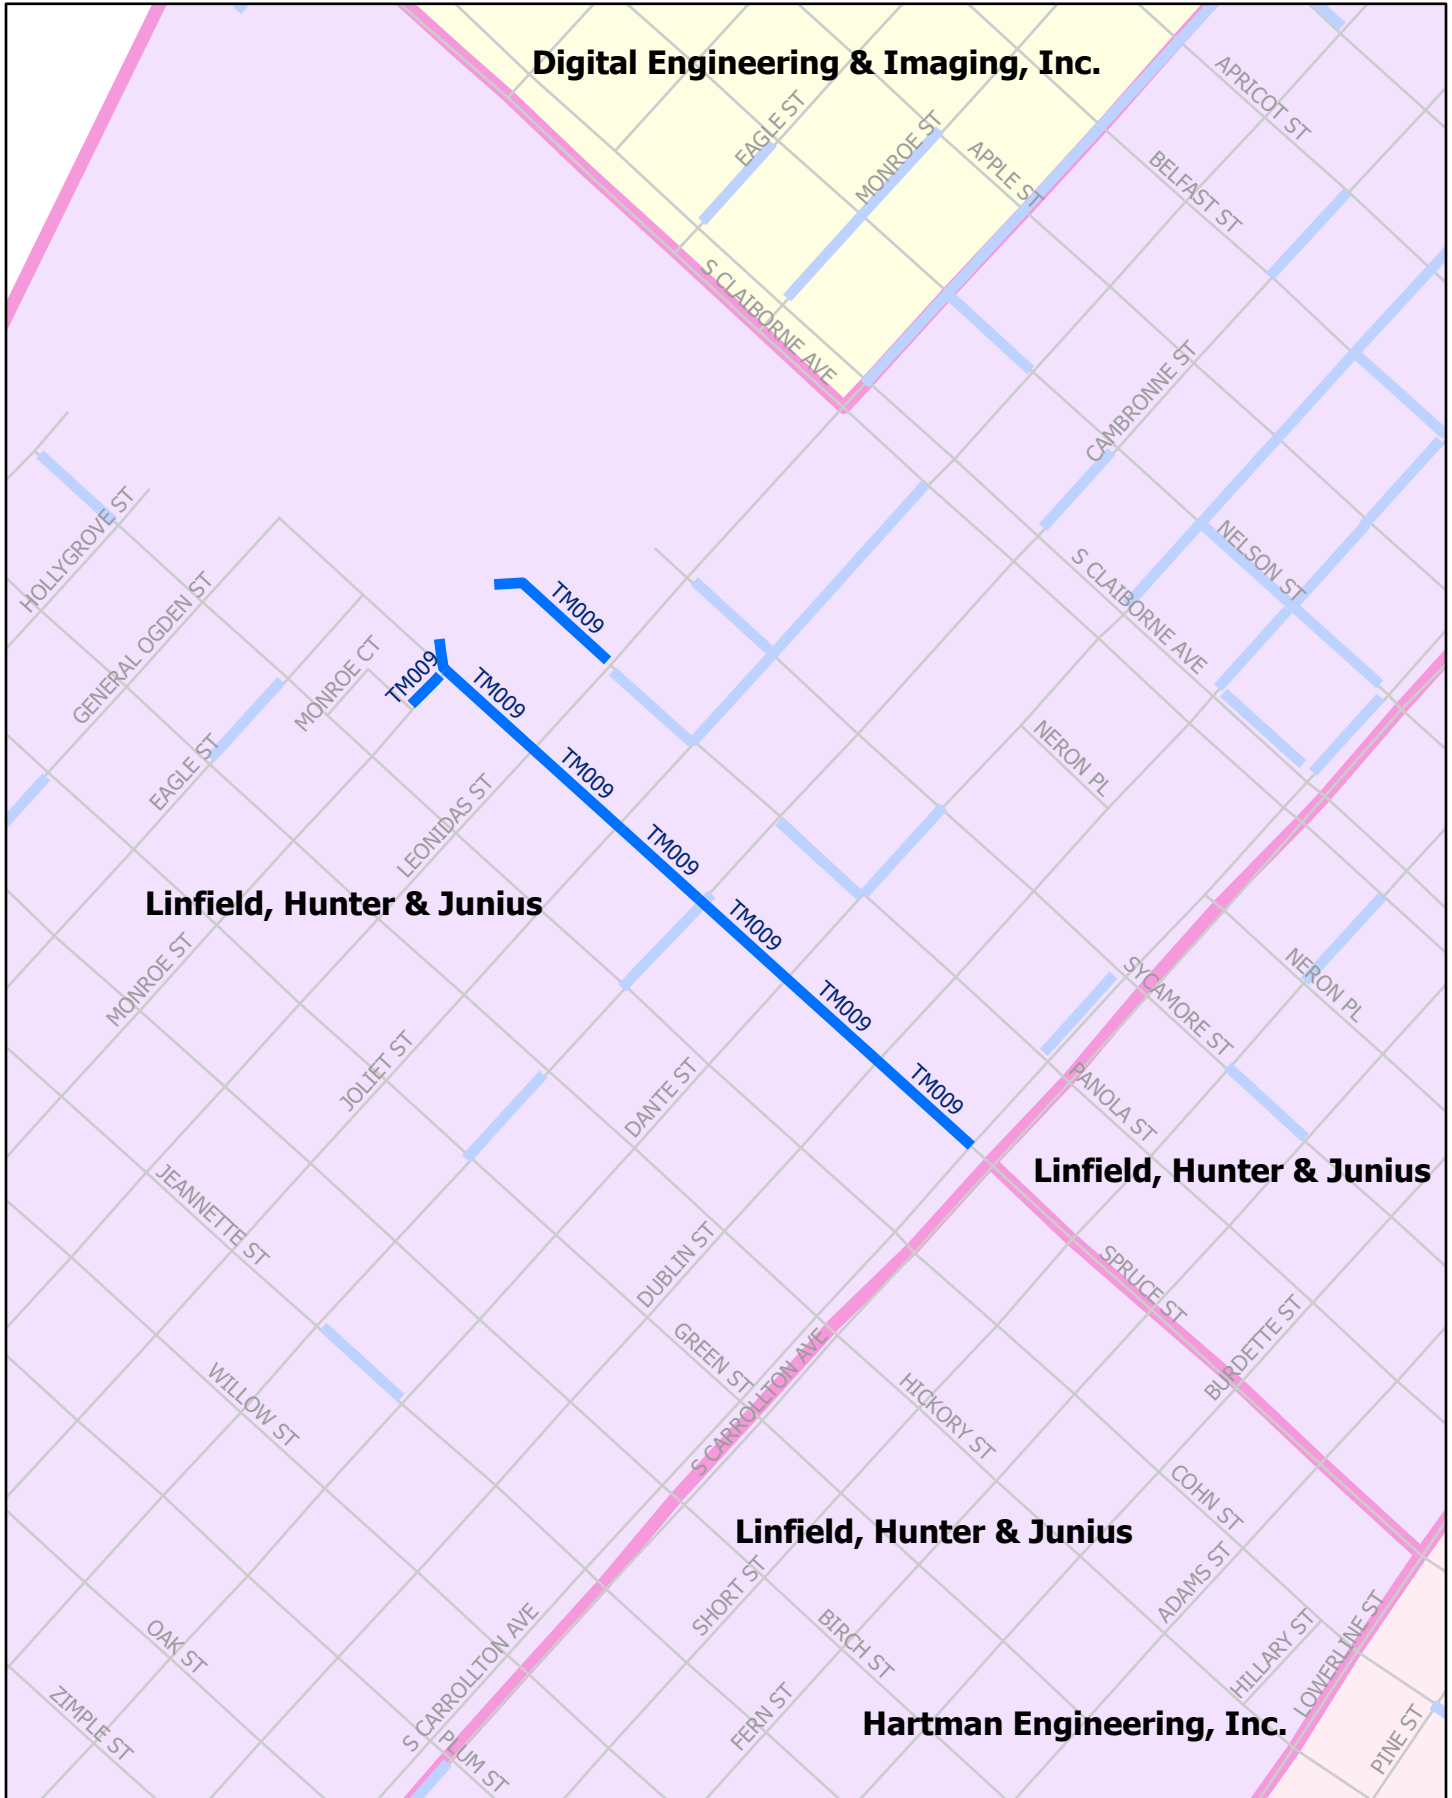 Digital Engineering & Imaging, Inc.
APRICOT ST
EAGLE ST
MONROE ST
APPLE ST
BELFAST ST
S CLAIBORNE AVE
CAMBRONNE ST
HOLLYGROVE ST
NELSON ST
S CLAIBORNE AVE
GENERAL OGDEN ST
TM009
MONROE CT
TM009
TM009
NERON PL
EAGLE ST
TM009
LEONIDAS ST
TM009
Linfield, Hunter & Junius
TM009
MONROE ST
TM009
SYCAMORE ST
NERON PL
JOLIET ST
TM009
DANTE ST
PANOLA ST
Linfield, Hunter & Junius
JEANNETTE ST
DUBLIN ST
SPRUCE ST
GREEN ST
BURDETTE ST
S CARROLLTON AVE
WILLOW ST
HICKORY ST
COHN ST
Linfield, Hunter & Junius
SHORT ST
ADAMS ST
OAK ST
S CARROLLTON AVE
BIRCH ST
HILLARY ST
LOWERLINE ST
ZIMPLE ST
FERN ST
Hartman Engineering, Inc.
PLUM ST
PINE ST